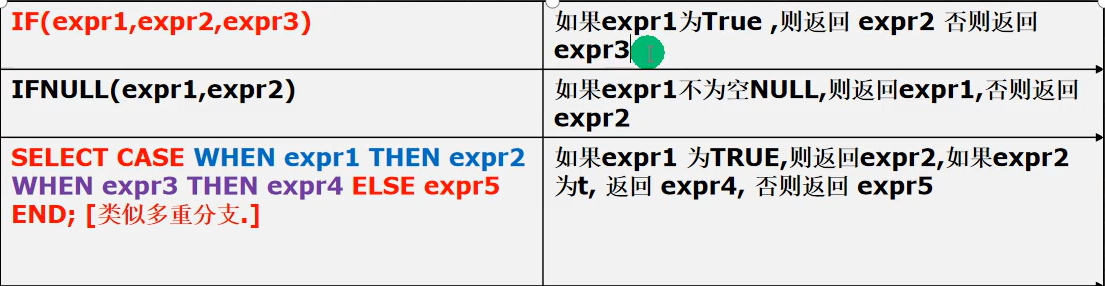 IF(expr1,expr2,expr3)
如果expr1为True ,则返回 expr2 否则返回
expr3
IFNULL(expr1,expr2)
如果expr1不为空NULL,则返回expr1,否则返回
expr2
SELECT CASE WHEN expr1 THEN expr2
WHEN expr3 THEN expr4 ELSE expr5
END; [类似多重分支.]
如果expr1 为TRUE,则返回expr2,如果expr2
为t, 返回 expr4, 否则返回 expr5